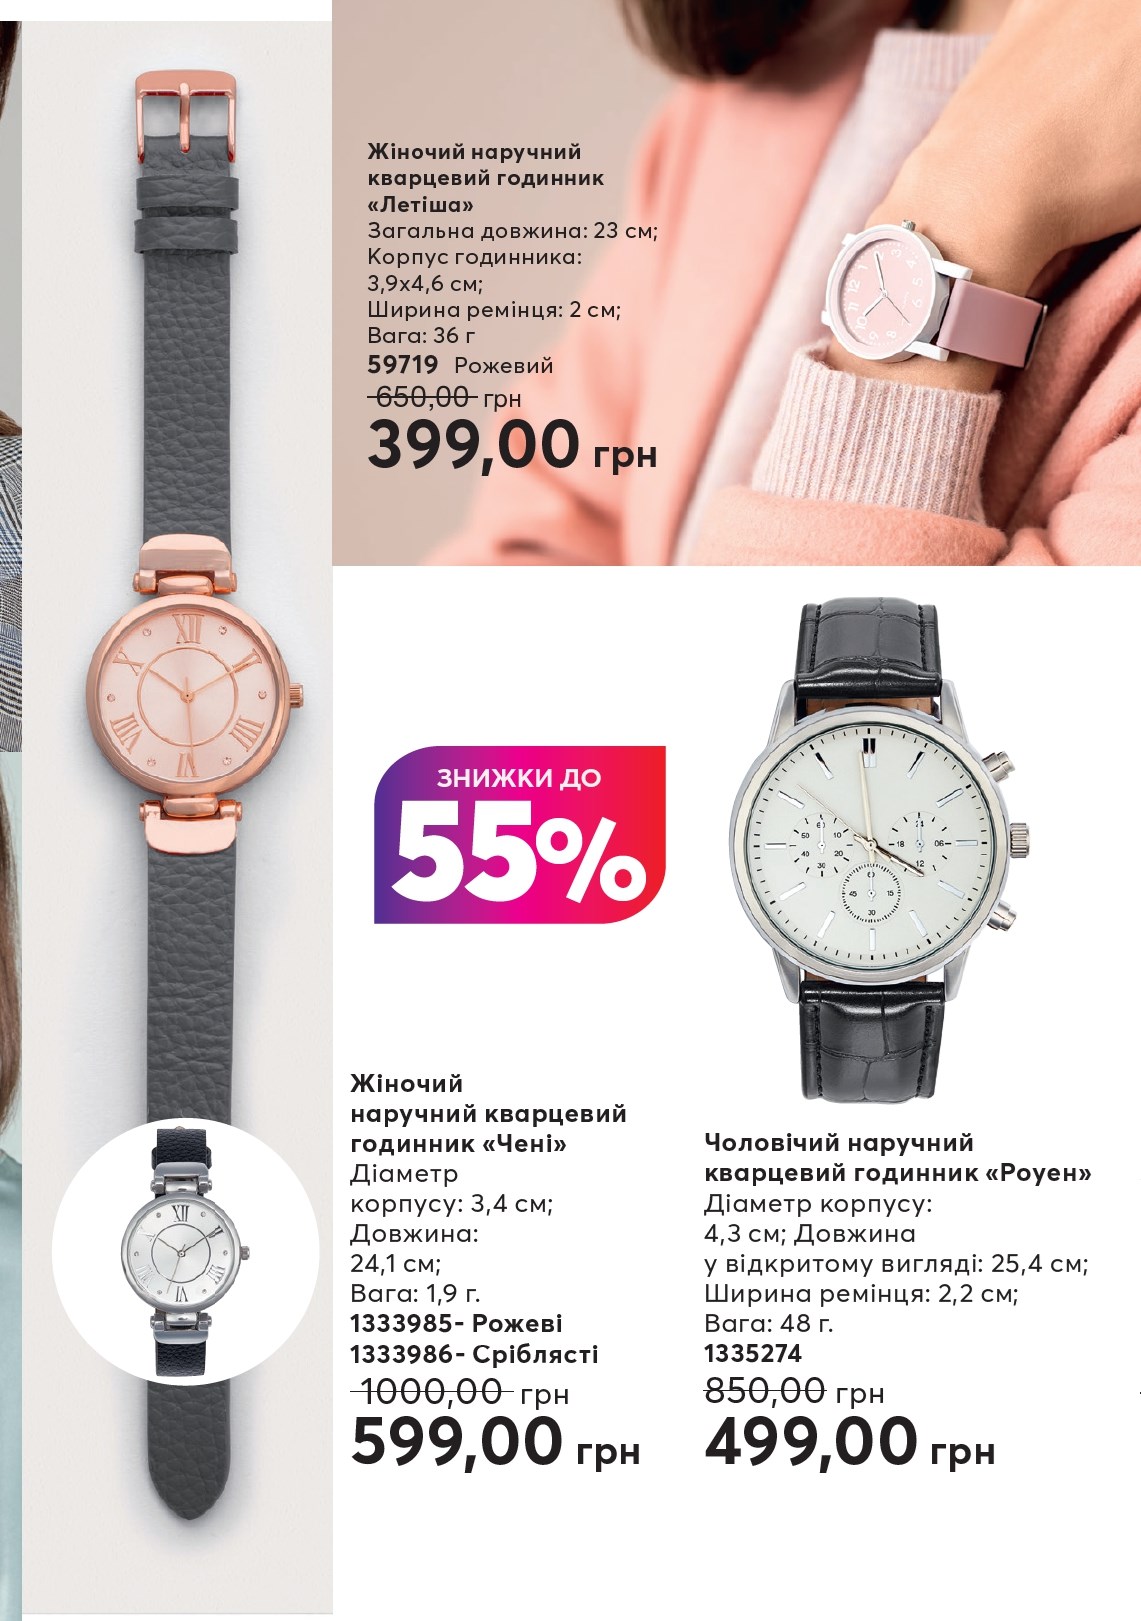 Жіночий наручний
кварцевий годинник
«Летіша»
Загальна довжина: 23 см;
Корпус годинника:
3,9х4,6 см;
Ширина ремінця: 2 см;
Вага: 36 г
59719 Рожевий
650,00 грн
399,00 грн
ЗНИЖКИ ДО
55%
Жіночий
наручний кварцевий
годинник «Чені»
Діаметр
корпусу: 3,4 см;
Довжина:
24,1 см;
Вага: 1,9 г.
1333985- Рожеві
1333986- Сріблясті
1000,00 грн
599,00 грн
Чоловічий наручний
кварцевий годинник «Роуен»
Діаметр корпусу:
4,3 см; Довжина
у відкритому вигляді: 25,4 см;
Ширина ремінця: 2,2 см;
Вага: 48 г.
1335274
850,00 грн
499,00 грн